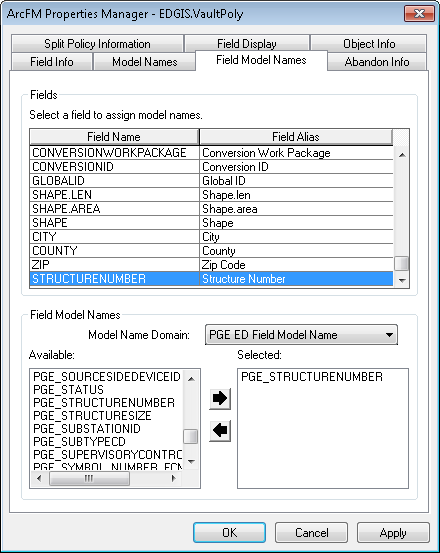 ArcFM Properties Manager - EDGIS.VaultPoly
Split Policy Information Field Display Object Info
Field Info Model Names Field Model Names Abandon Info
Fields
Select a field to assign model names.
Field Name Field Alias
CONVERSIONWORKPACKAGE Conversion Work Package
CONVERSIONID Conversion ID
GLOBALID Global ID
SHAPE.LEN Shape.len
SHAPE.AREA Shape.area
SHAPE Shape
CITY City
COUNTY County
ZIP Zip Code
STRUCTURENUMBER Structure Number
Field Model Names
Model Name Domain: PGE ED Field Model Name
Available: Selected:
PGE_SOURCESIDEDEVICEID PGE_STRUCTURENUMBER
PGE_STATUS
PGE_STRUCTURENUMBER
PGE_STRUCTURESIZE
PGE_SUBSTATIONID
PGE_SUBTYPECD
PGE_SUPERVISORYCONTRO
OK Cancel Apply